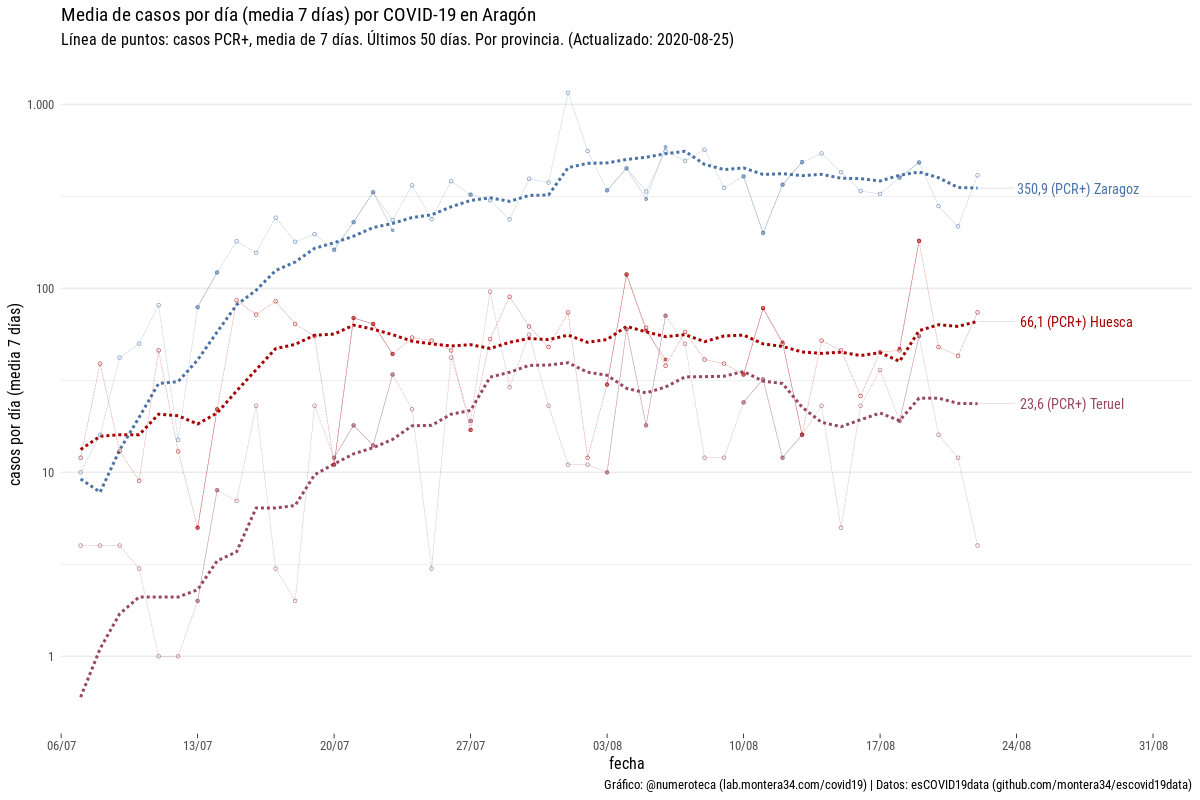 Media de casos por día (media 7 días) por COVID-19 en Aragón
Línea de puntos: casos PCR+, media de 7 días. Últimos 50 días. Por provincia. (Actualizado: 2020-08-25)
casos por día (media 7 días)
1.000
100
10
1
350,9 (PCR+) Zaragoz
66,1 (PCR+) Huesca
23,6 (PCR+) Teruel
06/07 13/07 20/07 27/07 03/08 10/08 17/08 24/08 31/08
fecha
Gráfico: @numeroteca (lab.montera34.com/covid19) | Datos: esCOVID19data (github.com/montera34/escovid19data)